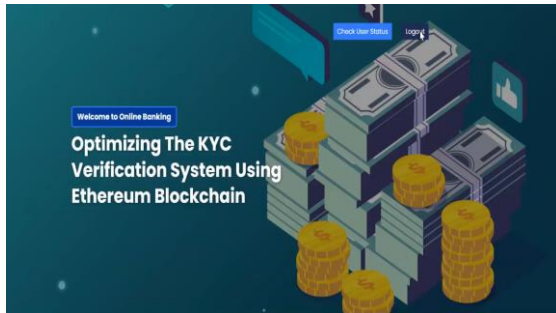 Check User Status
Logout
Welcome to Online Banking
Optimizing The KYC
Verification System Using
Ethereum Blockchain